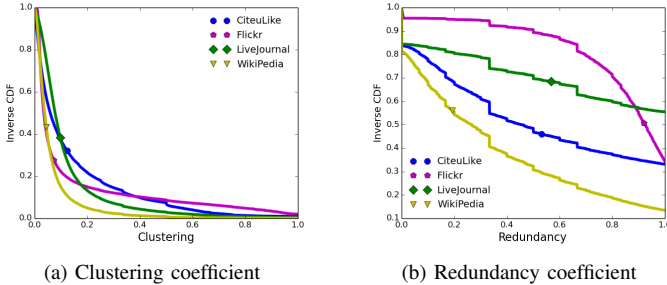 1.0
0.8
0.6
0.4
0.2
0.0
Inverse CDF
0.0 0.2 0.4 0.6 0.8 1.0
Clustering
CiteuLike
Flickr
LiveJournal
WikiPedia
(a) Clustering coefficient
1.0
0.9
0.8
0.7
0.6
0.5
0.4
0.3
0.2
0.1
Inverse CDF
0.0 0.2 0.4 0.6 0.8 1.0
Redundancy
CiteuLike
Flickr
LiveJournal
WikiPedia
(b) Redundancy coefficient